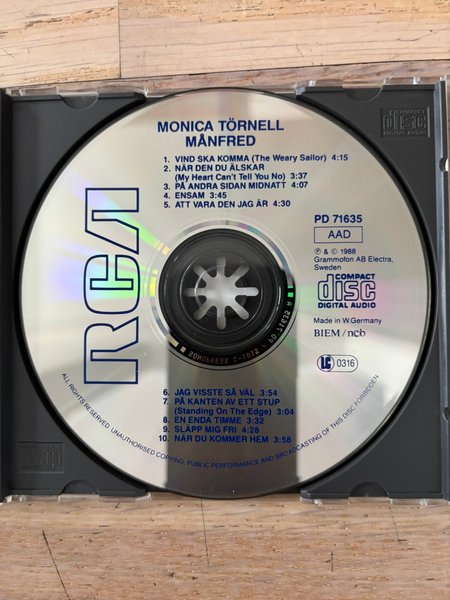 MONICA TÖRNELL
MÅNFRED
1. VIND SKA KOMMA (The Weary Sailor) 4:15
2. NÄR DEN DU ÄLSKAR
(My Heart Can't Tell You No) 3:37
3. PÅ ANDRA SIDAN MIDNATT 4:07
4. ENSAM 3:45
5. ATT VARA DEN JAG ÄR 4:30
RCA
PD 71635
AAD
℗ & © 1988
Grammofon AB Electra,
Sweden
COMPACT
disc
DIGITAL AUDIO
Made in W.Germany
BIEM/ncb
LC 0316
6. JAG VISSTE SÅ VÄL 3:54
7. PÅ KANTEN AV ETT STUP
(Standing On The Edge) 3:04
8. EN ENDA TIMME 3:32
9. SLÄPP MIG FRI 4:28
10. NÄR DU KOMMER HEM 3:58
ALL RIGHTS RESERVED. UNAUTHORISED COPYING, PUBLIC PERFORMANCE AND BROADCASTING OF THIS DISC FORBIDDEN
SONOPRESS
COMPACT
disc
DIGITAL AUDIO